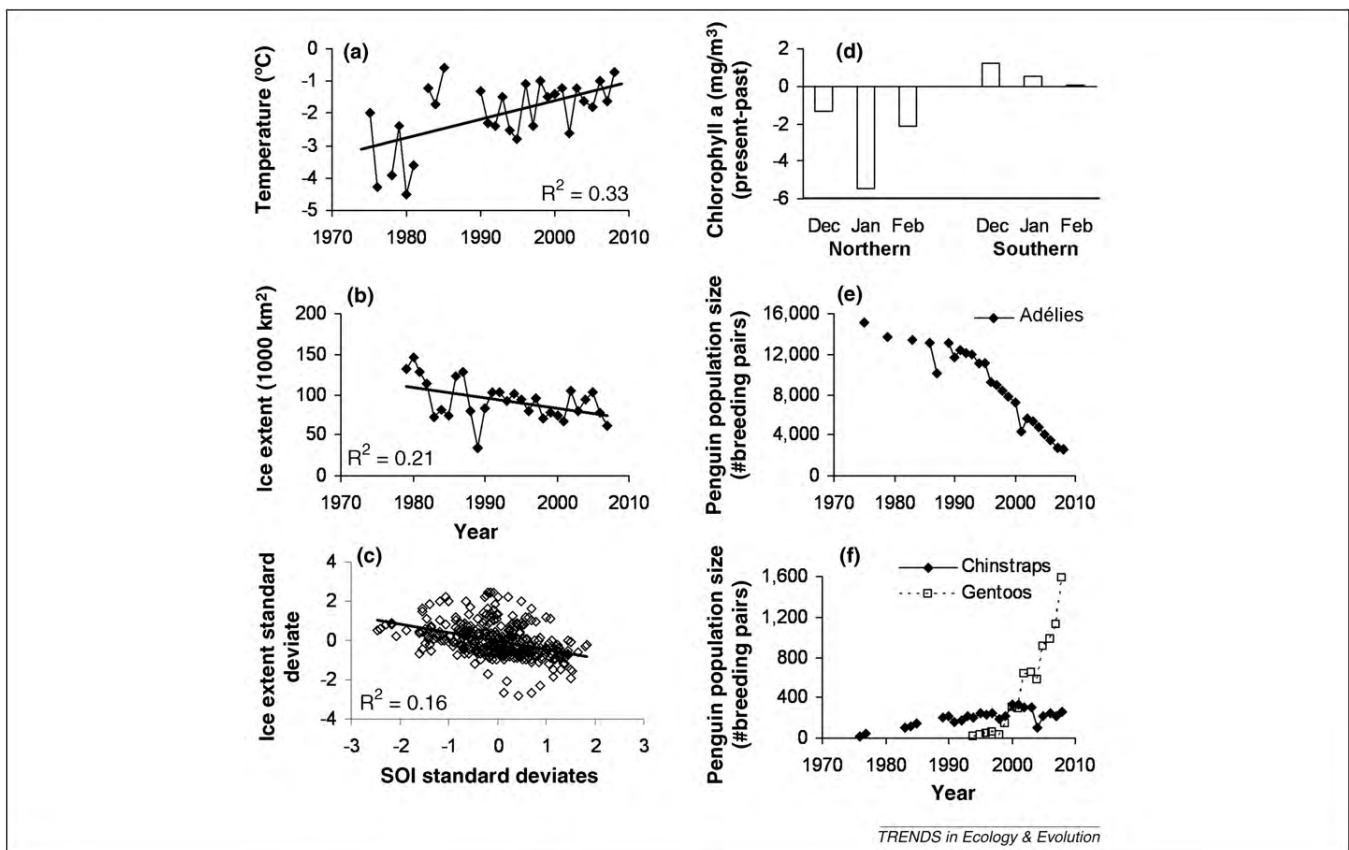 (a)
Temperature (°C)
0
-1
-2
-3
-4
-5
R² = 0.33
1970 1980 1990 2000 2010
(b)
Ice extent (1000 km²)
200
150
100
50
0
R² = 0.21
1970 1980 1990 2000 2010
Year
(c)
Ice extent standard
deviate
4
2
0
-2
-4
R² = 0.16
-3 -2 -1 0 1 2 3
SOI standard deviates
(d)
Chlorophyll a (mg/m³)
(present-past)
2
0
-2
-4
-6
Dec Jan Feb Dec Jan Feb
Northern Southern
(e)
Adélies
Penguin population size
(#breeding pairs)
16,000
12,000
8,000
4,000
0
1970 1980 1990 2000 2010
(f)
Chinstraps
Gentoos
Penguin population size
(#breeding pairs)
1,600
1,200
800
400
0
1970 1980 1990 2000 2010
Year
TRENDS in Ecology & Evolution